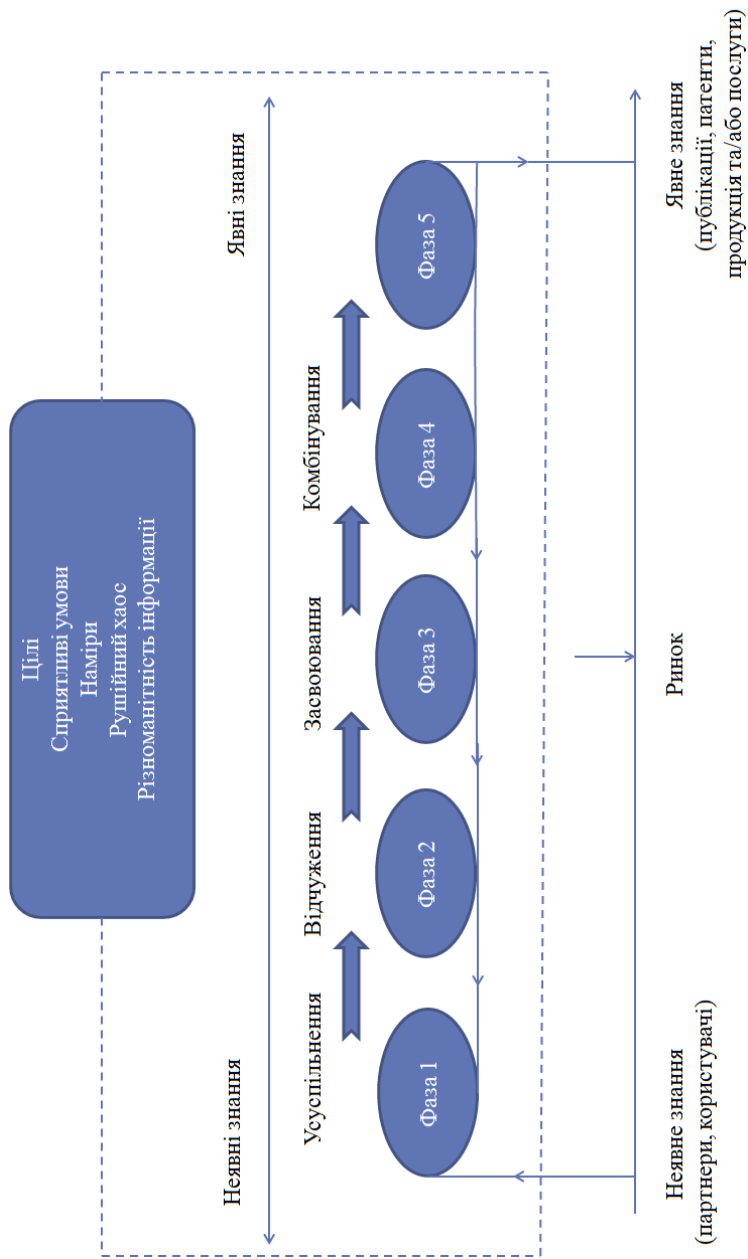 Цілі
Сприятливі умови
Наміри
Рушійний хаос
Різноманітність інформації
Неявні знання
Явні знання
Усуспільнення
Відчуження
Засвоювання
Комбінування
Фаза 1
Фаза 2
Фаза 3
Фаза 4
Фаза 5
Неявне знання
(партнери, користувачі)
Ринок
Явне знання
(публікації, патенти,
продукція та/або послуги)